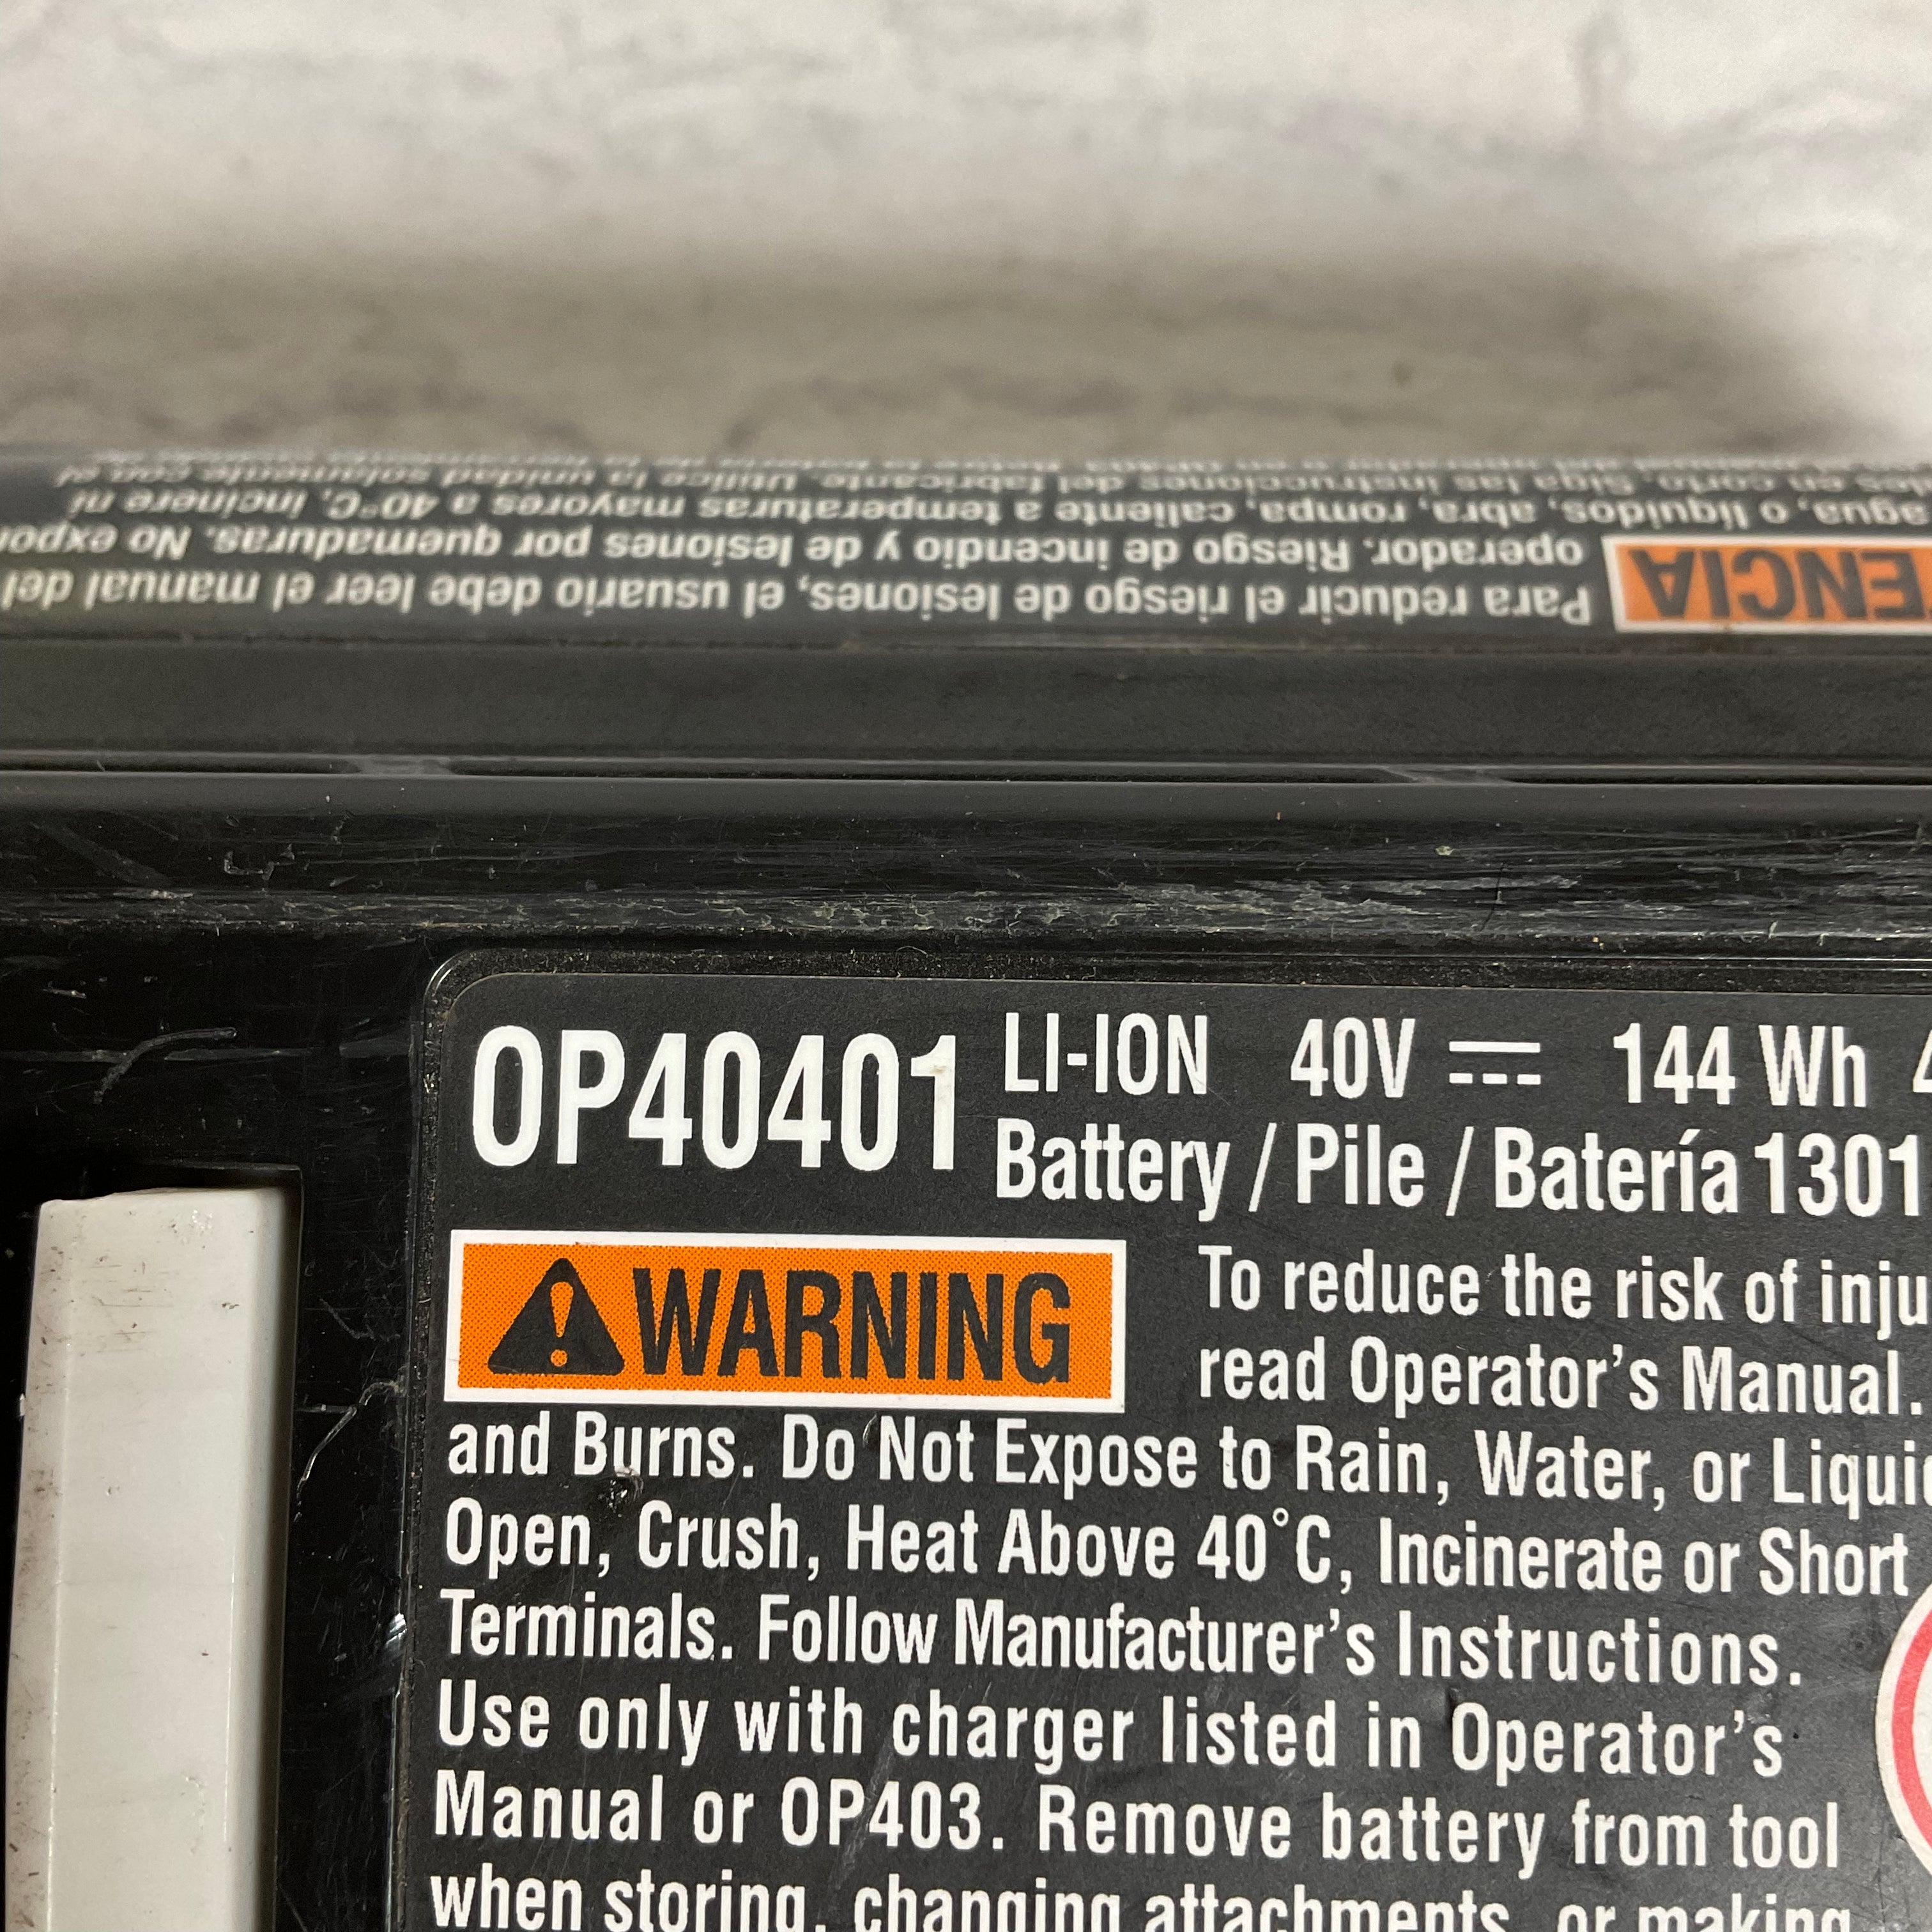 Para reducir el riesgo de lesiones, el usuario debe leer el manual del
ENCIA
operador. Riesgo de incendio y de lesiones por quemaduras. No expon
agua, o líquidos, abra, rompa, caliente a temperaturas mayores a 40°C, incinere ni
en corto. Siga las instrucciones del fabricante. Utilice la unidad solamente con el
OP40401 LI-ION 40V 144 Wh 4
Battery / Pile / Batería 1301
WARNING To reduce the risk of inju
read Operator's Manual.
and Burns. Do Not Expose to Rain, Water, or Liquid
Open, Crush, Heat Above 40°C, Incinerate or Short
Terminals. Follow Manufacturer's Instructions.
Use only with charger listed in Operator's
Manual or OP403. Remove battery from tool
when storing, changing attachments, or making